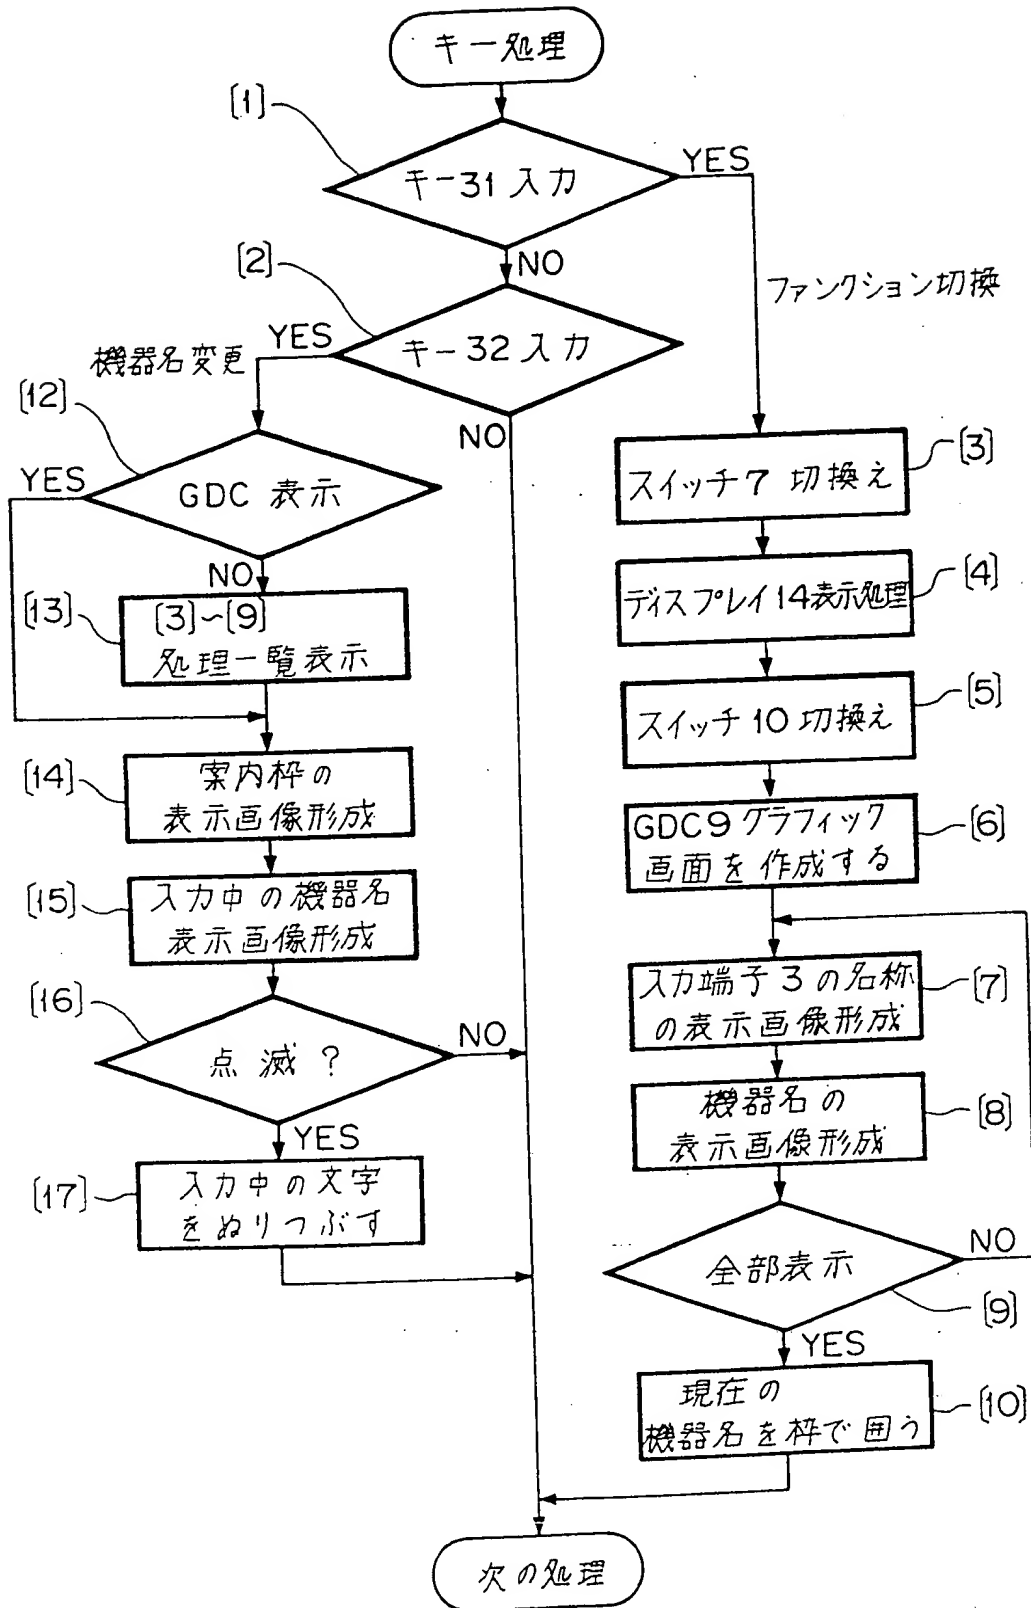 キー処理
[1]
キー31入力
YES
NO
ファンクション切換
[2]
キー32入力
YES
機器名変更
NO
[12]
GDC 表示
YES
NO
[3]
スイッチ7 切換え
[4]
ディスプレイ14表示処理
[13]
[3]~[9]
処理一覧表示
[5]
スイッチ10切換え
[14]
案内枠の
表示画像形成
[6]
GDC9グラフィック
画面を作成する
[15]
入力中の機器名
表示画像形成
[7]
入力端子3の名称
の表示画像形成
[16]
点滅?
NO
YES
[8]
機器名の
表示画像形成
[17]
入力中の文字
をぬりつぶす
全部表示
NO
[9]
YES
[10]
現在の
機器名を枠で囲う
次の処理